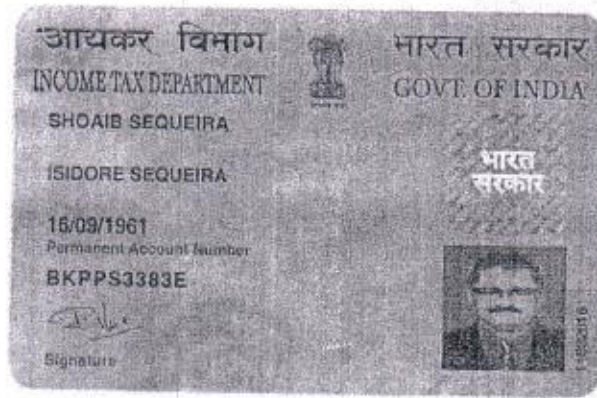 आयकर विभाग
INCOME TAX DEPARTMENT
भारत सरकार
GOVT. OF INDIA
SHOAIB SEQUEIRA
ISIDORE SEQUEIRA
भारत
सरकार
16/09/1961
Permanent Account Number
BKPPS3383E
Signature